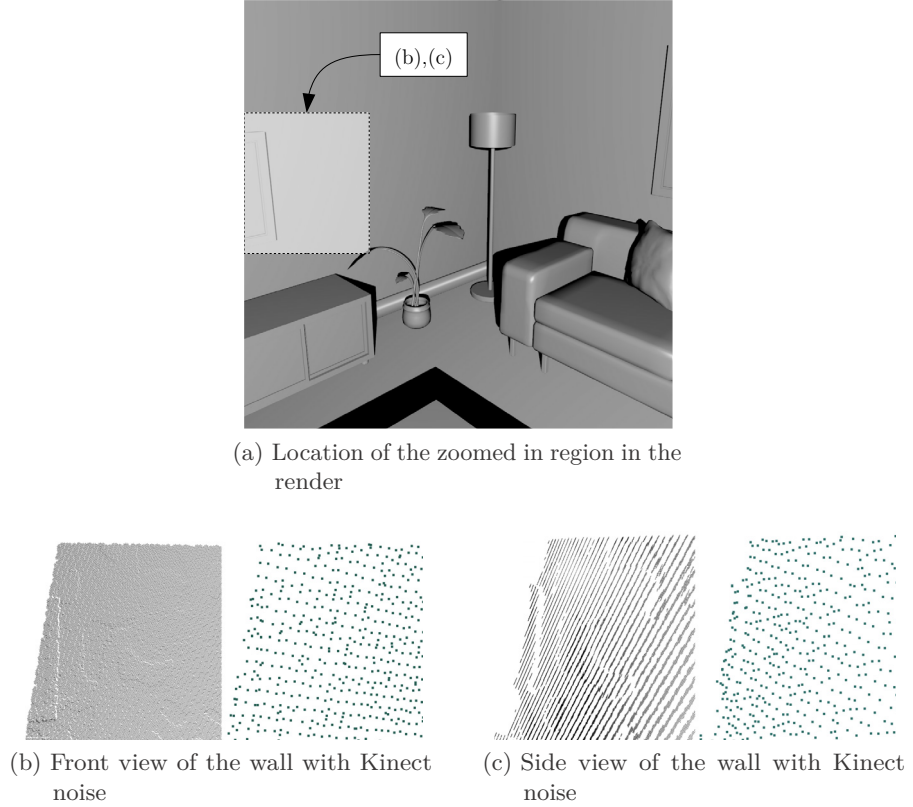 (b),(c)
(a) Location of the zoomed in region in the
render
(b) Front view of the wall with Kinect
noise
(c) Side view of the wall with Kinect
noise